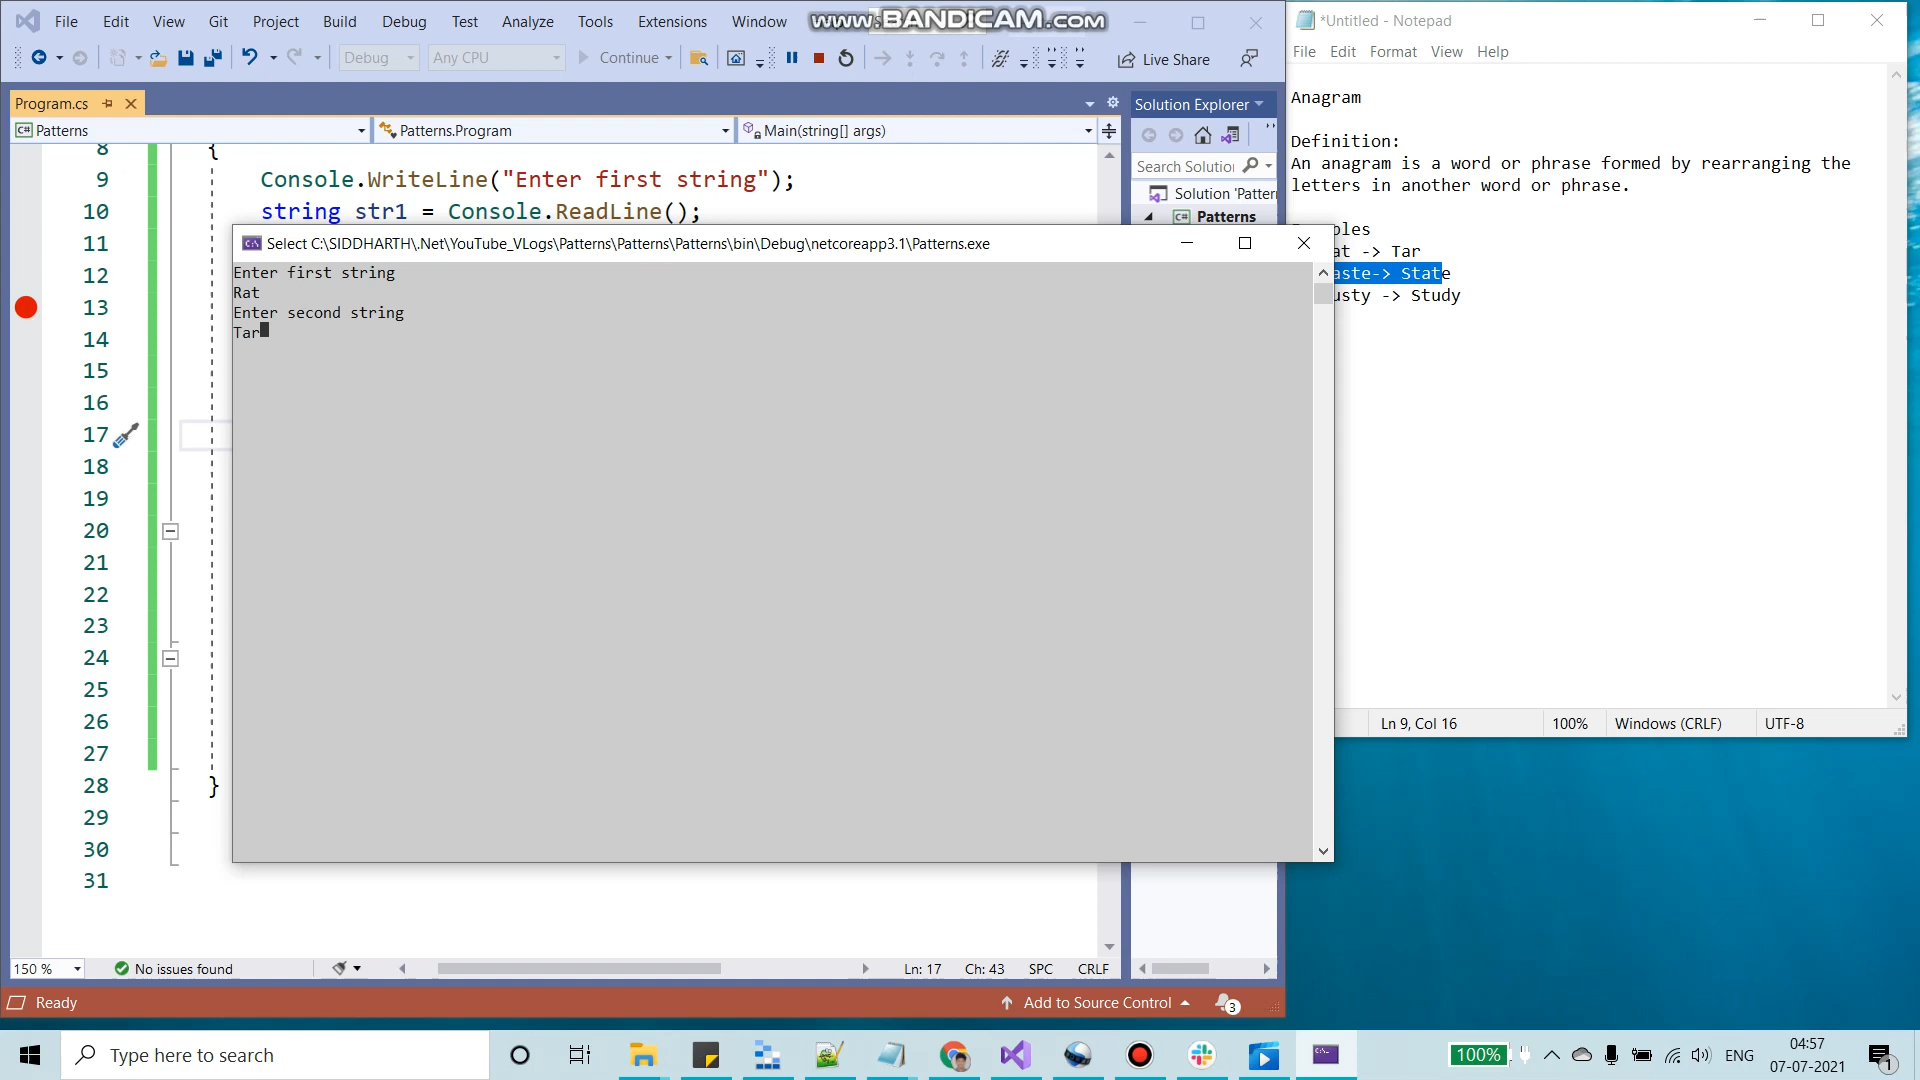 File Edit View Git Project Build Debug Test Analyze Tools Extensions Window
www.BANDICAM.com
Debug Any CPU Continue Live Share
Program.cs
Patterns Patterns.Program Main(string[] args)
8 {
9 Console.WriteLine("Enter first string");
10 string str1 = Console.ReadLine();
11
12
13
14
15
16
17
18
19
20
21
22
23
24
25
26
27
28 }
29
30
31
150 % No issues found Ln: 17 Ch: 43 SPC CRLF
Ready Add to Source Control 3
Solution Explorer
Search Solutio
Solution 'Patter
C# Patterns
Select C:\SIDDHARTH\.Net\YouTube_VLogs\Patterns\Patterns\Patterns\bin\Debug\netcoreapp3.1\Patterns.exe
Enter first string
Rat
Enter second string
Tar
*Untitled - Notepad
File Edit Format View Help
Anagram
Definition:
An anagram is a word or phrase formed by rearranging the
letters in another word or phrase.
ples
at -> Tar
aste-> State
usty -> Study
Ln 9, Col 16 100% Windows (CRLF) UTF-8
Type here to search
100% ENG 04:57
07-07-2021 1